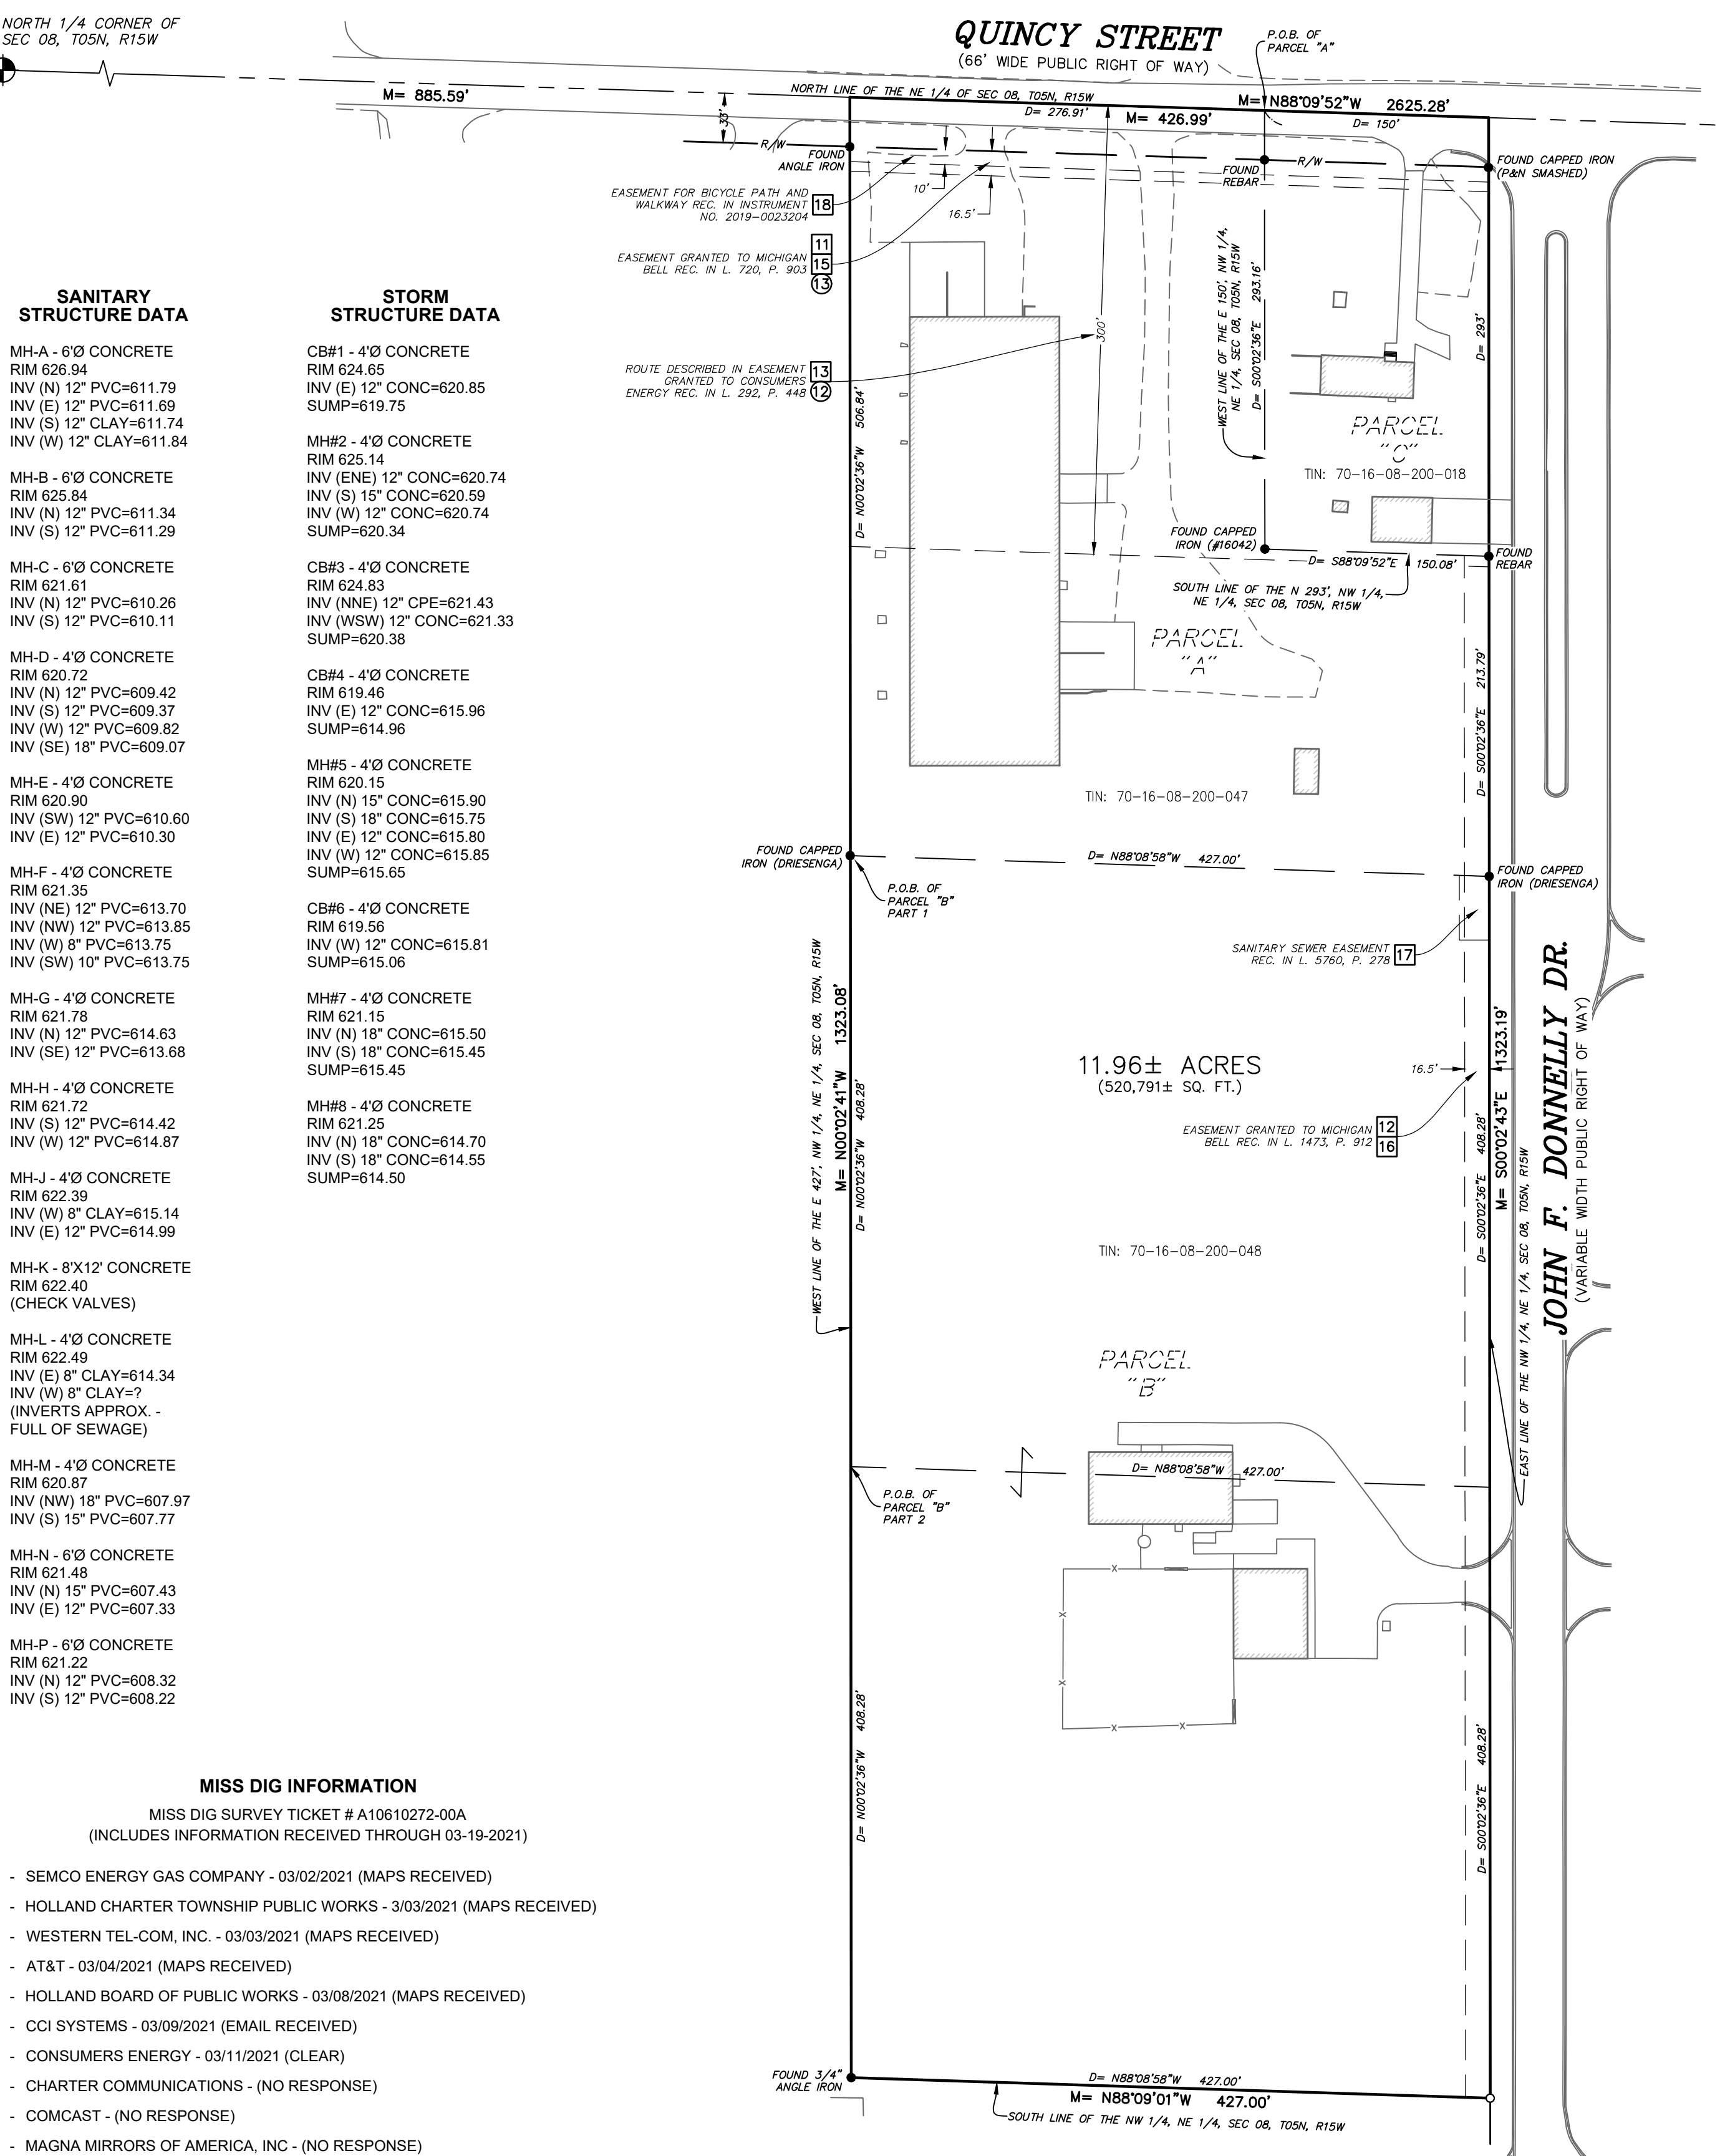 NORTH 1/4 CORNER OF
SEC 08, T05N, R15W
QUINCY STREET
(66' WIDE PUBLIC RIGHT OF WAY)
P.O.B. OF
PARCEL "A"
M= 885.59'
33'
NORTH LINE OF THE NE 1/4 OF SEC 08, T05N, R15W
M= N88°09'52"W 2625.28'
D= 276.91'
M= 426.99'
D= 150'
R/W
FOUND
ANGLE IRON
FOUND
REBAR
R/W
FOUND CAPPED IRON
(P&N SMASHED)
10'
16.5'
EASEMENT FOR BICYCLE PATH AND
WALKWAY REC. IN INSTRUMENT
NO. 2019-0023204
18
11
EASEMENT GRANTED TO MICHIGAN
BELL REC. IN L. 720, P. 903
15
13
ROUTE DESCRIBED IN EASEMENT
GRANTED TO CONSUMERS
ENERGY REC. IN L. 292, P. 448
13
12
300'
D= N00°02'36"W 506.84'
WEST LINE OF THE E 150', NW 1/4,
NE 1/4, SEC 08, T05N, R15W
D= S00°02'36"E 293.16'
D= 293'
PARCEL
"C"
TIN: 70-16-08-200-018
FOUND CAPPED
IRON (#16042)
D= S88°09'52"E 150.08'
FOUND
REBAR
SOUTH LINE OF THE N 293', NW 1/4,
NE 1/4, SEC 08, T05N, R15W
PARCEL
"A"
D= S00°02'36"E 213.79'
TIN: 70-16-08-200-047
FOUND CAPPED
IRON (DRIESENGA)
D= N88°08'58"W 427.00'
FOUND CAPPED
IRON (DRIESENGA)
P.O.B. OF
PARCEL "B"
PART 1
SANITARY SEWER EASEMENT
REC. IN L. 5760, P. 278
17
WEST LINE OF THE E 427', NW 1/4, NE 1/4, SEC 08, T05N, R15W
M= N00°02'41"W 1323.08'
D= N00°02'36"W 408.28'
11.96± ACRES
(520,791± SQ. FT.)
16.5'
EASEMENT GRANTED TO MICHIGAN
BELL REC. IN L. 1473, P. 912
12
16
D= S00°02'36"E 408.28'
M= S00°02'43"E 1323.19'
EAST LINE OF THE NW 1/4, NE 1/4, SEC 08, T05N, R15W
JOHN F. DONNELLY DR.
(VARIABLE WIDTH PUBLIC RIGHT OF WAY)
TIN: 70-16-08-200-048
PARCEL
"B"
D= N88°08'58"W 427.00'
P.O.B. OF
PARCEL "B"
PART 2
X
X
X
X
X
D= N00°02'36"W 408.28'
D= S00°02'36"E 408.28'
FOUND 3/4"
ANGLE IRON
D= N88°08'58"W 427.00'
M= N88°09'01"W 427.00'
SOUTH LINE OF THE NW 1/4, NE 1/4, SEC 08, T05N, R15W
SANITARY
STRUCTURE DATA
MH-A - 6'Ø CONCRETE
RIM 626.94
INV (N) 12" PVC=611.79
INV (E) 12" PVC=611.69
INV (S) 12" CLAY=611.74
INV (W) 12" CLAY=611.84
MH-B - 6'Ø CONCRETE
RIM 625.84
INV (N) 12" PVC=611.34
INV (S) 12" PVC=611.29
MH-C - 6'Ø CONCRETE
RIM 621.61
INV (N) 12" PVC=610.26
INV (S) 12" PVC=610.11
MH-D - 4'Ø CONCRETE
RIM 620.72
INV (N) 12" PVC=609.42
INV (S) 12" PVC=609.37
INV (W) 12" PVC=609.82
INV (SE) 18" PVC=609.07
MH-E - 4'Ø CONCRETE
RIM 620.90
INV (SW) 12" PVC=610.60
INV (E) 12" PVC=610.30
MH-F - 4'Ø CONCRETE
RIM 621.35
INV (NE) 12" PVC=613.70
INV (NW) 12" PVC=613.85
INV (W) 8" PVC=613.75
INV (SW) 10" PVC=613.75
MH-G - 4'Ø CONCRETE
RIM 621.78
INV (N) 12" PVC=614.63
INV (SE) 12" PVC=613.68
MH-H - 4'Ø CONCRETE
RIM 621.72
INV (S) 12" PVC=614.42
INV (W) 12" PVC=614.87
MH-J - 4'Ø CONCRETE
RIM 622.39
INV (W) 8" CLAY=615.14
INV (E) 12" PVC=614.99
MH-K - 8'X12' CONCRETE
RIM 622.40
(CHECK VALVES)
MH-L - 4'Ø CONCRETE
RIM 622.49
INV (E) 8" CLAY=614.34
INV (W) 8" CLAY=?
(INVERTS APPROX. -
FULL OF SEWAGE)
MH-M - 4'Ø CONCRETE
RIM 620.87
INV (NW) 18" PVC=607.97
INV (S) 15" PVC=607.77
MH-N - 6'Ø CONCRETE
RIM 621.48
INV (N) 15" PVC=607.43
INV (E) 12" PVC=607.33
MH-P - 6'Ø CONCRETE
RIM 621.22
INV (N) 12" PVC=608.32
INV (S) 12" PVC=608.22
STORM
STRUCTURE DATA
CB#1 - 4'Ø CONCRETE
RIM 624.65
INV (E) 12" CONC=620.85
SUMP=619.75
MH#2 - 4'Ø CONCRETE
RIM 625.14
INV (ENE) 12" CONC=620.74
INV (S) 15" CONC=620.59
INV (W) 12" CONC=620.74
SUMP=620.34
CB#3 - 4'Ø CONCRETE
RIM 624.83
INV (NNE) 12" CPE=621.43
INV (WSW) 12" CONC=621.33
SUMP=620.38
CB#4 - 4'Ø CONCRETE
RIM 619.46
INV (E) 12" CONC=615.96
SUMP=614.96
MH#5 - 4'Ø CONCRETE
RIM 620.15
INV (N) 15" CONC=615.90
INV (S) 18" CONC=615.75
INV (E) 12" CONC=615.80
INV (W) 12" CONC=615.85
SUMP=615.65
CB#6 - 4'Ø CONCRETE
RIM 619.56
INV (W) 12" CONC=615.81
SUMP=615.06
MH#7 - 4'Ø CONCRETE
RIM 621.15
INV (N) 18" CONC=615.50
INV (S) 18" CONC=615.45
SUMP=615.45
MH#8 - 4'Ø CONCRETE
RIM 621.25
INV (N) 18" CONC=614.70
INV (S) 18" CONC=614.55
SUMP=614.50
MISS DIG INFORMATION
MISS DIG SURVEY TICKET # A10610272-00A
(INCLUDES INFORMATION RECEIVED THROUGH 03-19-2021)
- SEMCO ENERGY GAS COMPANY - 03/02/2021 (MAPS RECEIVED)
- HOLLAND CHARTER TOWNSHIP PUBLIC WORKS - 3/03/2021 (MAPS RECEIVED)
- WESTERN TEL-COM, INC. - 03/03/2021 (MAPS RECEIVED)
- AT&T - 03/04/2021 (MAPS RECEIVED)
- HOLLAND BOARD OF PUBLIC WORKS - 03/08/2021 (MAPS RECEIVED)
- CCI SYSTEMS - 03/09/2021 (EMAIL RECEIVED)
- CONSUMERS ENERGY - 03/11/2021 (CLEAR)
- CHARTER COMMUNICATIONS - (NO RESPONSE)
- COMCAST - (NO RESPONSE)
- MAGNA MIRRORS OF AMERICA, INC - (NO RESPONSE)